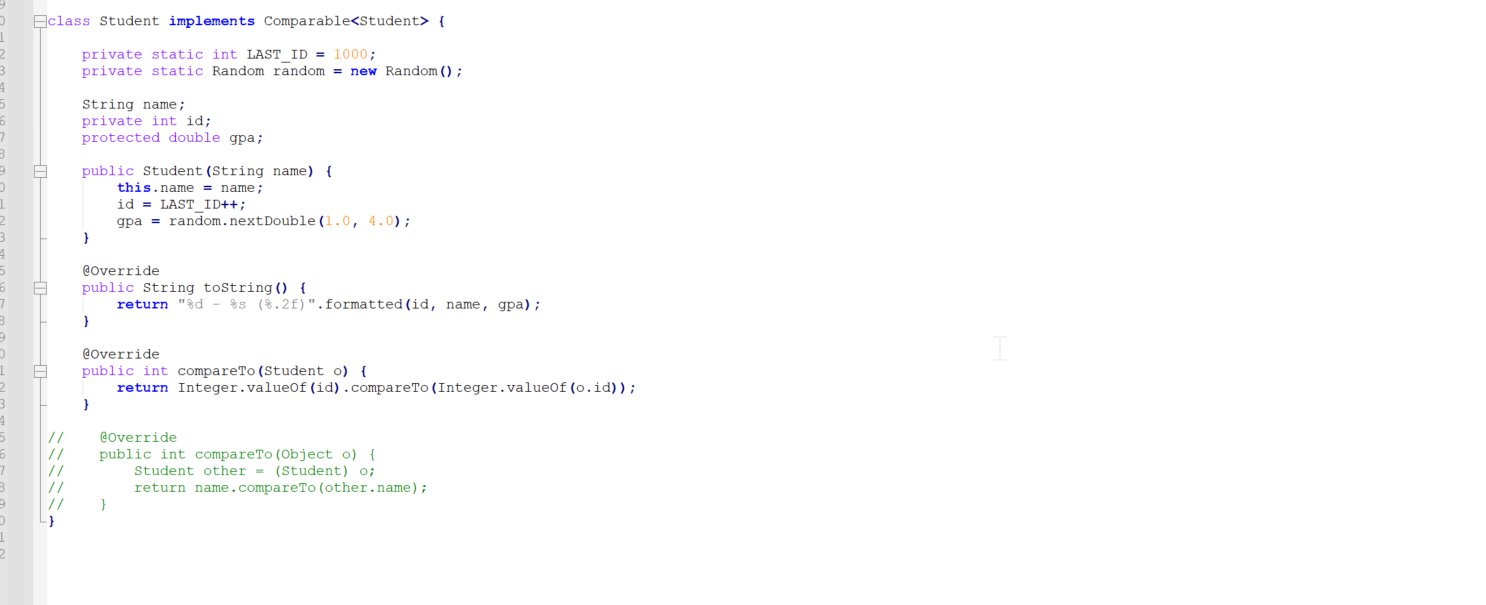 class Student implements Comparable<Student> {
    private static int LAST_ID = 1000;
    private static Random random = new Random();
    String name;
    private int id;
    protected double gpa;
    public Student(String name) {
        this.name = name;
        id = LAST_ID++;
        gpa = random.nextDouble(1.0, 4.0);
    }
    @Override
    public String toString() {
        return "%d - %s (%.2f)".formatted(id, name, gpa);
    }
    @Override
    public int compareTo(Student o) {
        return Integer.valueOf(id).compareTo(Integer.valueOf(o.id));
    }
//    @Override
//    public int compareTo(Object o) {
//        Student other = (Student) o;
//        return name.compareTo(other.name);
//    }
}